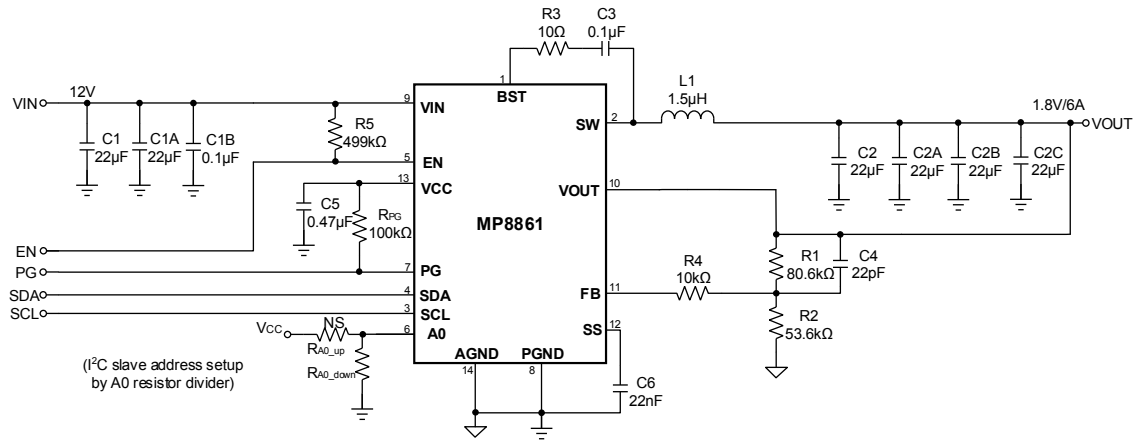 R3
10Ω
C3
0.1µF
1
BST
L1
1.5µH
12V
VIN
9
VIN
SW
2
1.8V/6A
VOUT
C1
22µF
C1A
22µF
C1B
0.1µF
R5
499kΩ
5
EN
C2
22µF
C2A
22µF
C2B
22µF
C2C
22µF
13
VCC
VOUT
10
C5
0.47µF
RPG
100kΩ
MP8861
EN
PG
7
PG
R4
10kΩ
R1
80.6kΩ
C4
22pF
SDA
4
SDA
FB
11
SCL
3
SCL
R2
53.6kΩ
VCC
NS
6
A0
SS
12
RA0_up
RA0_down
AGND
14
PGND
8
C6
22nF
(I²C slave address setup
by A0 resistor divider)